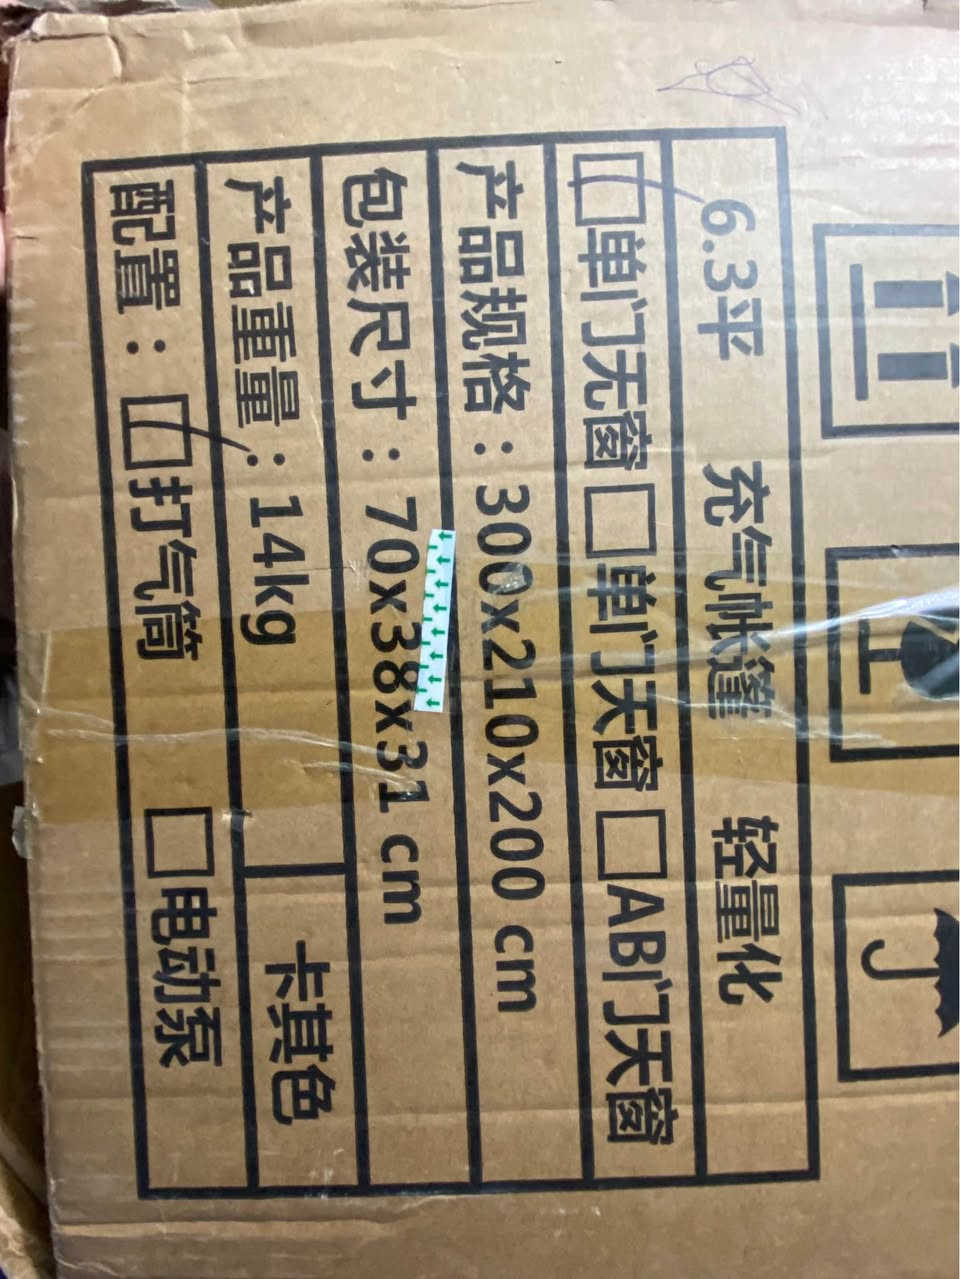 6.3平 充气帐篷 轻量化
□单门无窗□单门天窗□AB门天窗
产品规格：300x210x200 cm
包装尺寸：70x38x31 cm
产品重量：14kg 卡其色
配置：□打气筒 □电动泵